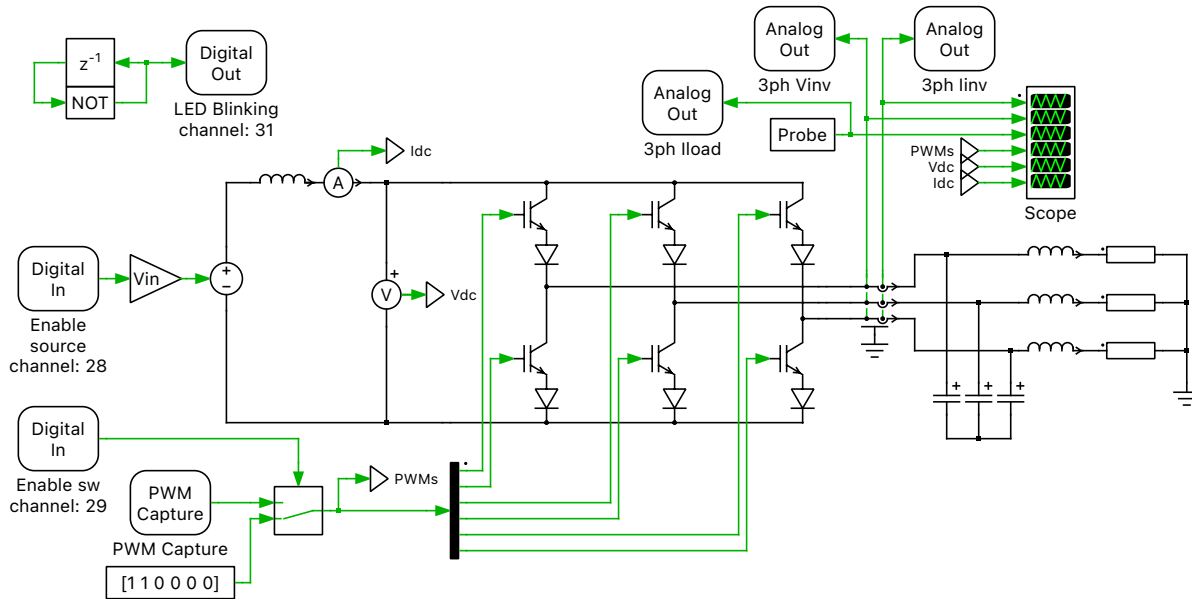 z-1
NOT
Digital
Out
LED Blinking
channel: 31
Analog
Out
3ph Vinv
Analog
Out
3ph Iinv
Analog
Out
3ph Iload
Probe
PWMs
Vdc
Idc
Scope
Idc
A
Digital
In
Enable
source
channel: 28
Vin
+
−
+
V
Vdc
+
+
+
Digital
In
Enable sw
channel: 29
PWM
Capture
PWM Capture
PWMs
[1 1 0 0 0 0]